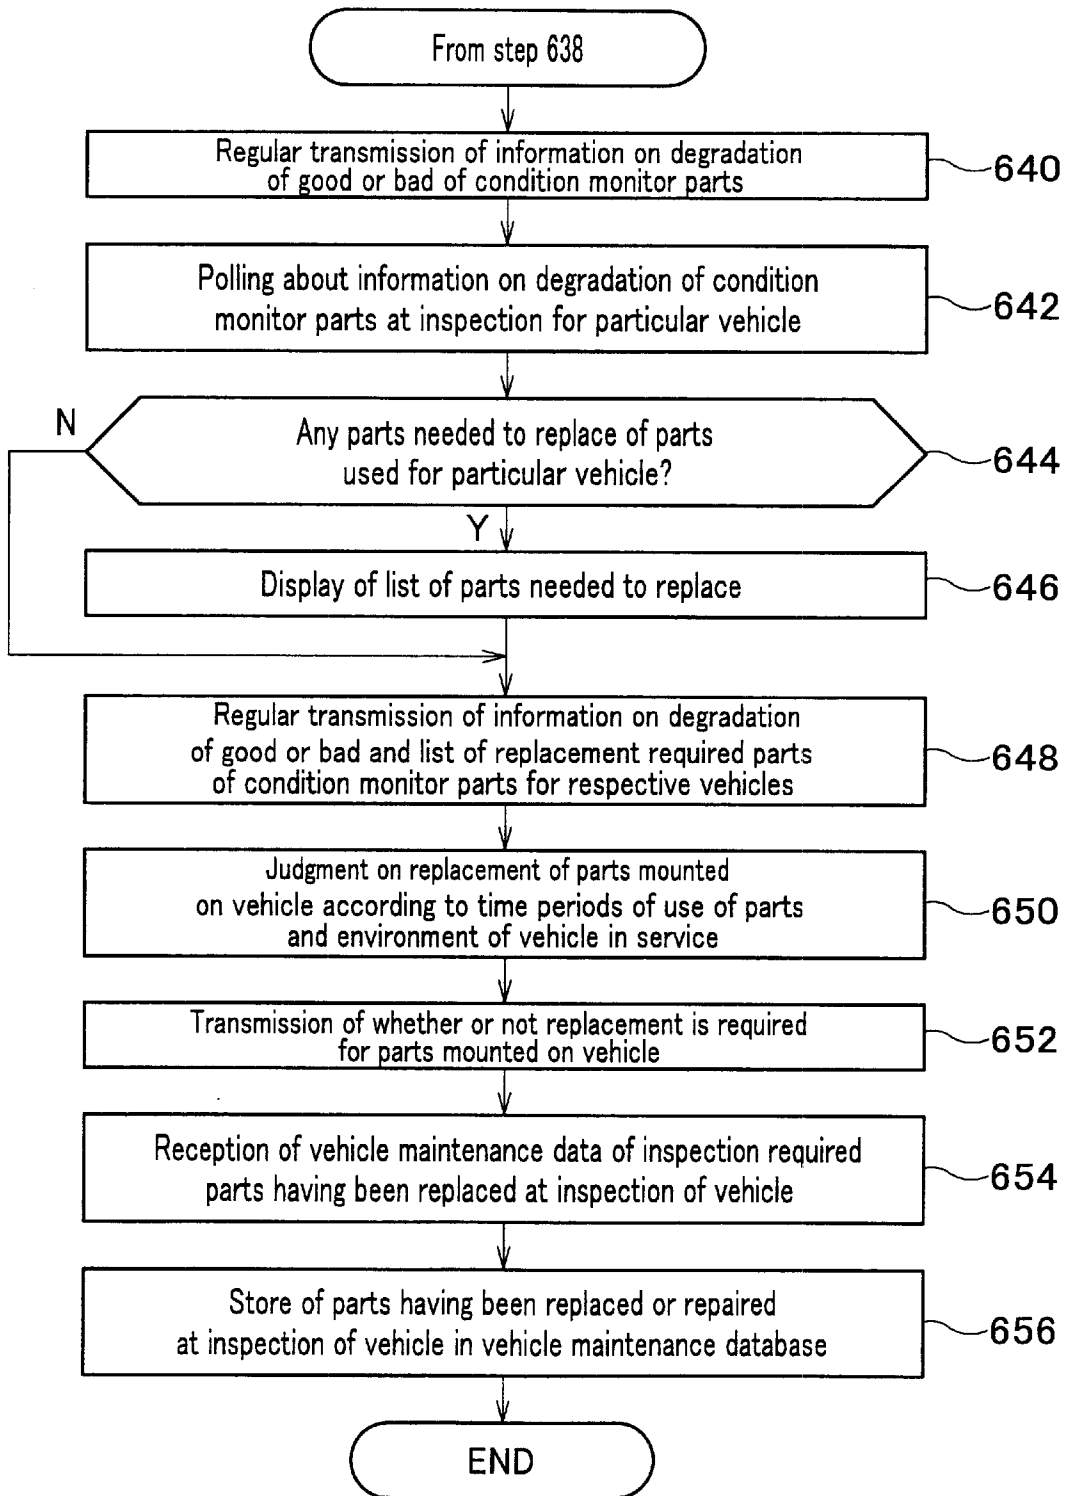 From step 638
Regular transmission of information on degradation
of good or bad of condition monitor parts
640
Polling about information on degradation of condition
monitor parts at inspection for particular vehicle
642
N
Any parts needed to replace of parts
used for particular vehicle?
644
Y
Display of list of parts needed to replace
646
Regular transmission of information on degradation
of good or bad and list of replacement required parts
of condition monitor parts for respective vehicles
648
Judgment on replacement of parts mounted
on vehicle according to time periods of use of parts
and environment of vehicle in service
650
Transmission of whether or not replacement is required
for parts mounted on vehicle
652
Reception of vehicle maintenance data of inspection required
parts having been replaced at inspection of vehicle
654
Store of parts having been replaced or repaired
at inspection of vehicle in vehicle maintenance database
656
END